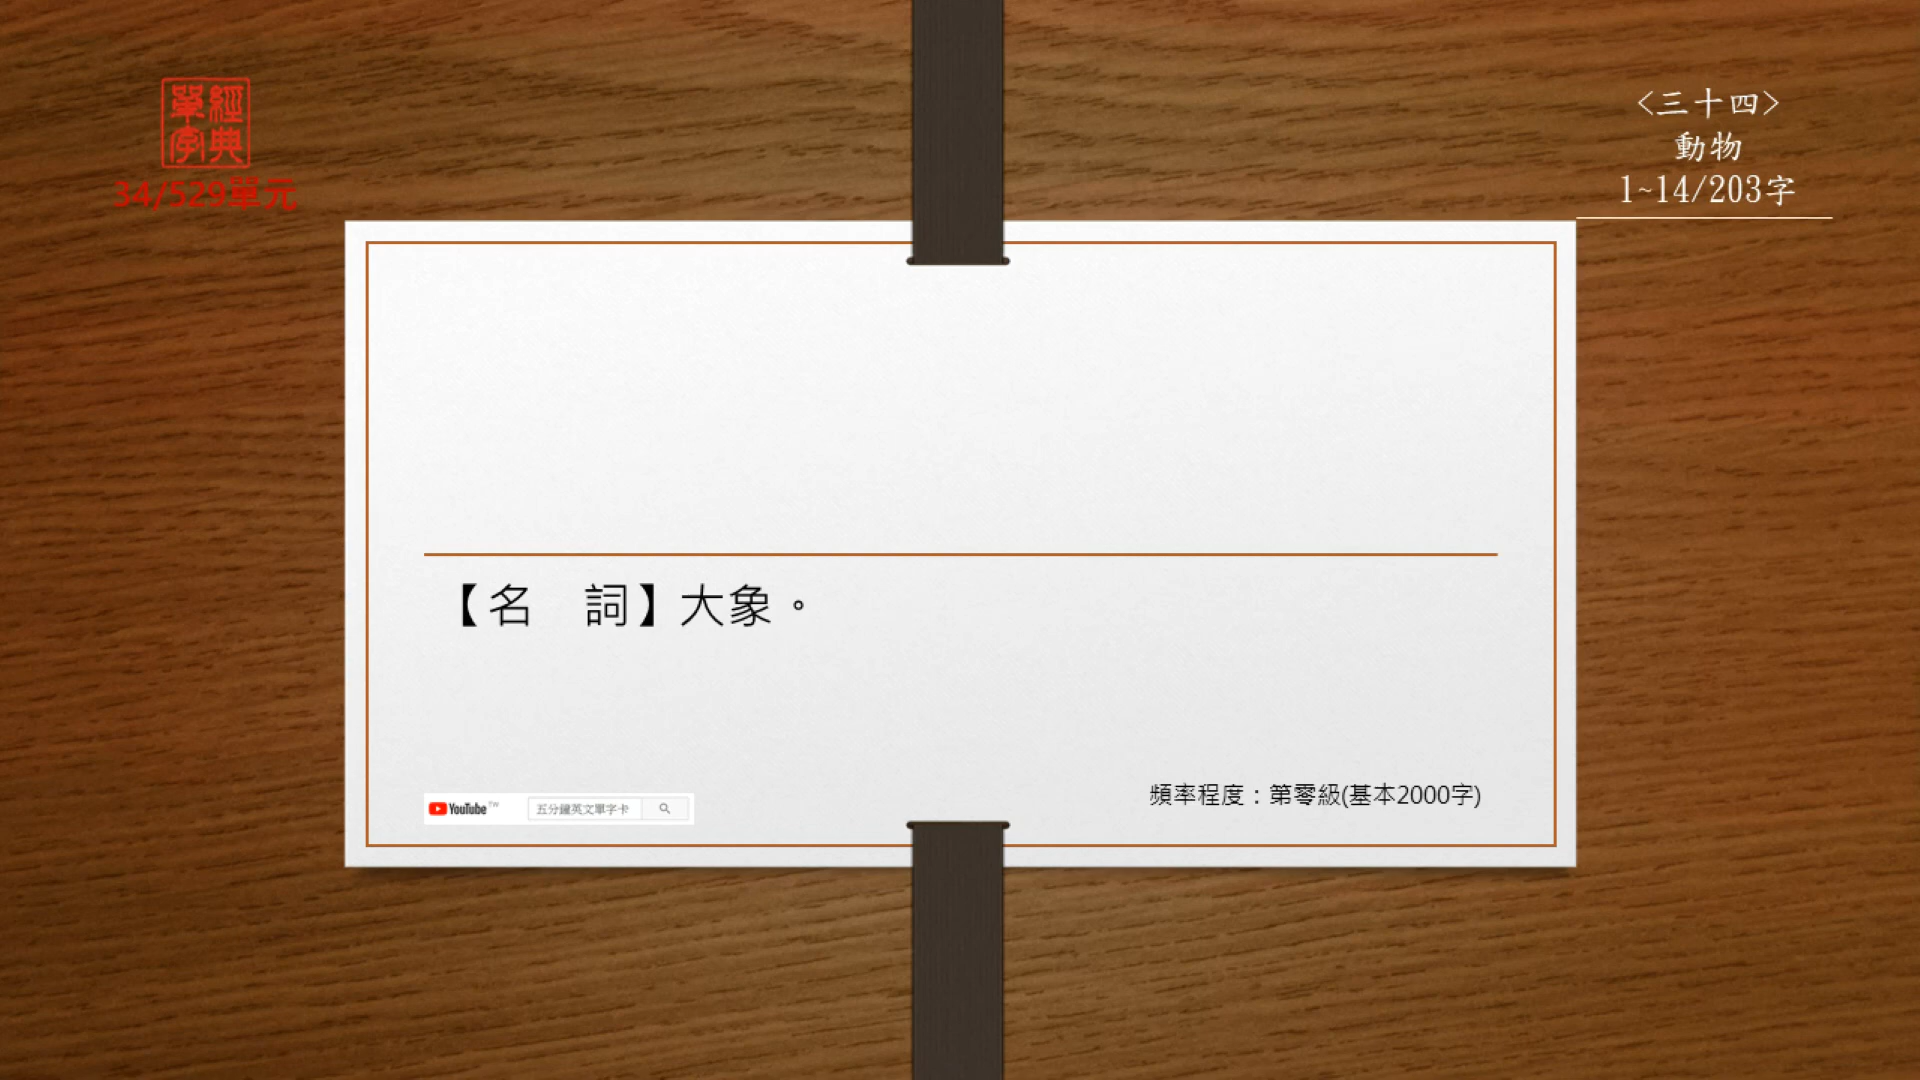 經典
單字
34/529單元
<三十四>
動物
1~14/203字
【名　詞】大象。
YouTube TW
五分鐘英文單字卡
頻率程度：第零級(基本2000字)